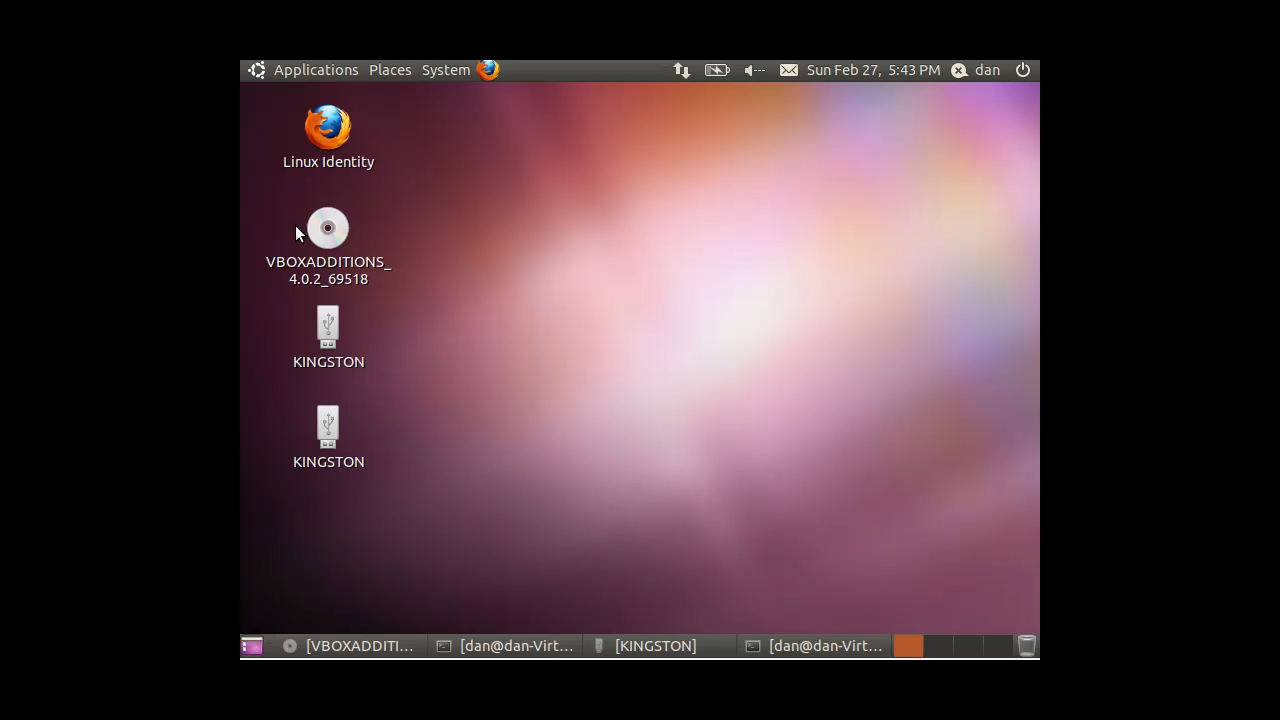 Applications Places System Sun Feb 27, 5:43 PM dan
Linux Identity
VBOXADDITIONS_
4.0.2_69518
KINGSTON
KINGSTON
[VBOXADDITI... [dan@dan-Virt... [KINGSTON] [dan@dan-Virt...